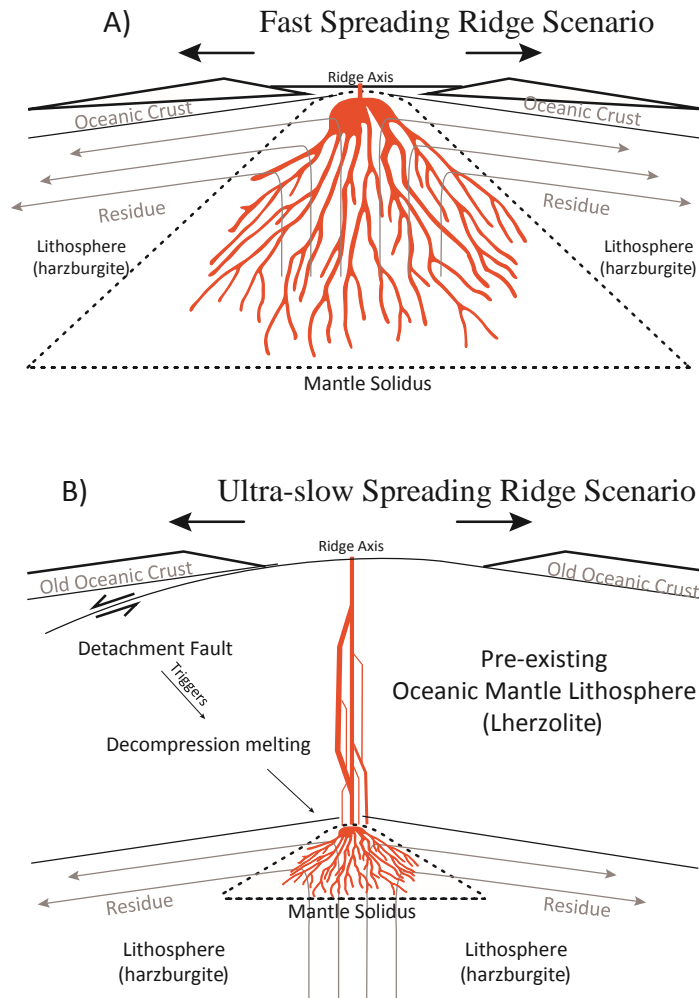 A)
Fast Spreading Ridge Scenario
Ridge Axis
Oceanic Crust
Oceanic Crust
Residue
Residue
Lithosphere
(harzburgite)
Lithosphere
(harzburgite)
Mantle Solidus
B)
Ultra-slow Spreading Ridge Scenario
Ridge Axis
Old Oceanic Crust
Old Oceanic Crust
Detachment Fault
Triggers
Decompression melting
Pre-existing
Oceanic Mantle Lithosphere
(Lherzolite)
Residue
Mantle Solidus
Residue
Lithosphere
(harzburgite)
Lithosphere
(harzburgite)